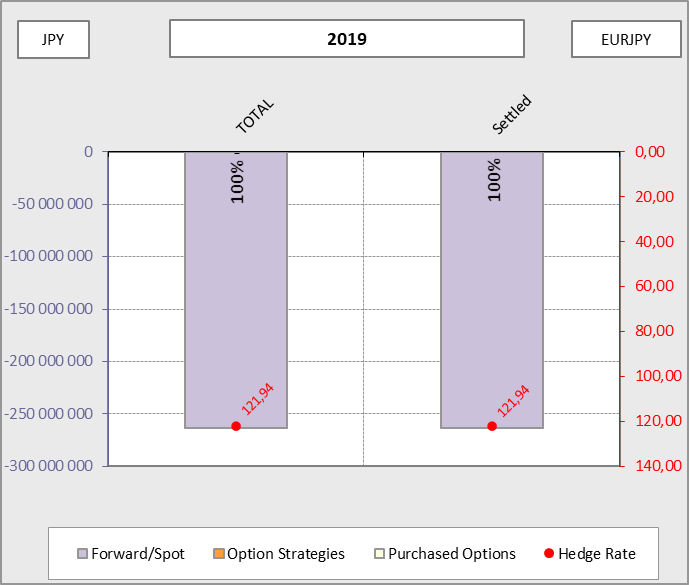 JPY
2019
EURJPY
TOTAL
Settled
0
-50 000 000
-100 000 000
-150 000 000
-200 000 000
-250 000 000
-300 000 000
100%
100%
121,94
121,94
0,00
20,00
40,00
60,00
80,00
100,00
120,00
140,00
Forward/Spot
Option Strategies
Purchased Options
Hedge Rate